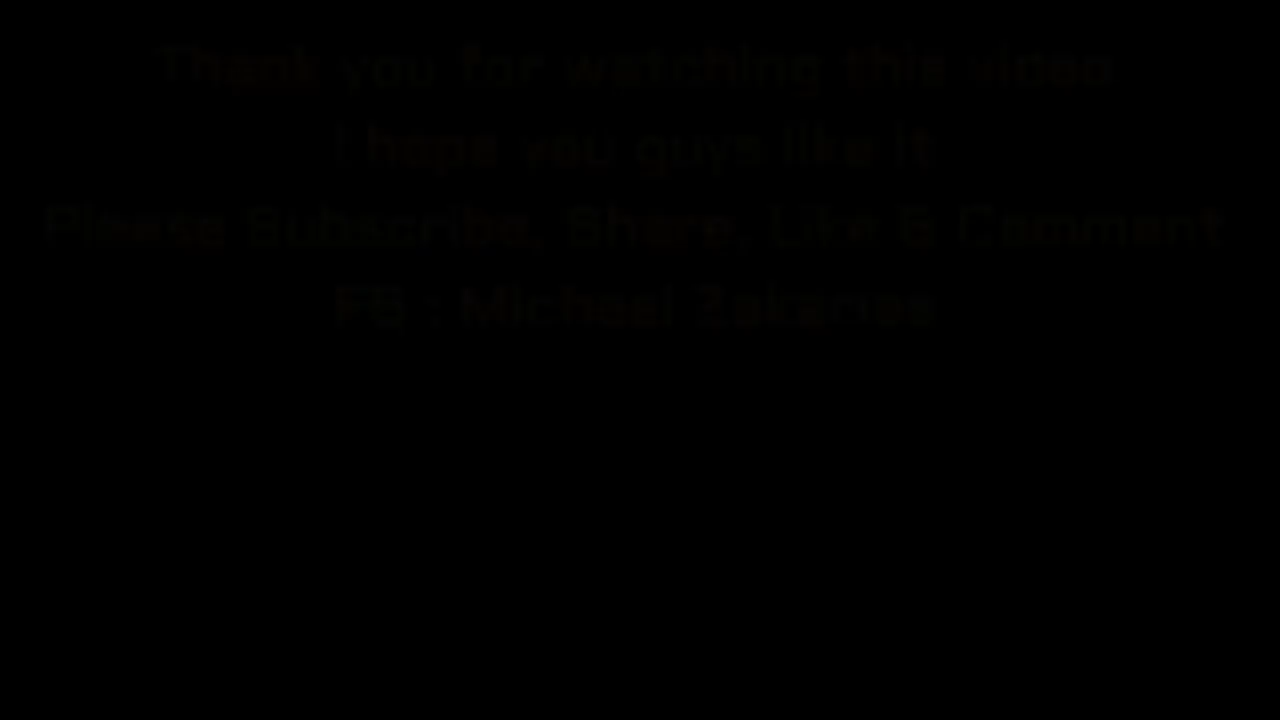 Thank you for watching this video
I hope you guys like it
Please Subscribe, Share, Like & Comment
FB : Michael